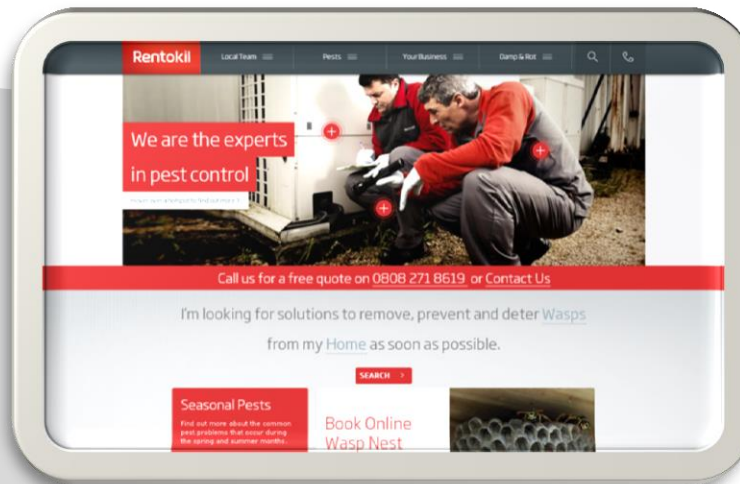 Rentokil
Local Team
Pests
Your Business
Damp & Rot
We are the experts
in pest control
Call us for a free quote on 0808 271 8619 or Contact Us
I'm looking for solutions to remove, prevent and deter Wasps
from my Home as soon as possible.
SEARCH >
Seasonal Pests
Find out more about the common
pest problems that occur during
the spring and summer months.
Book Online
Wasp Nest